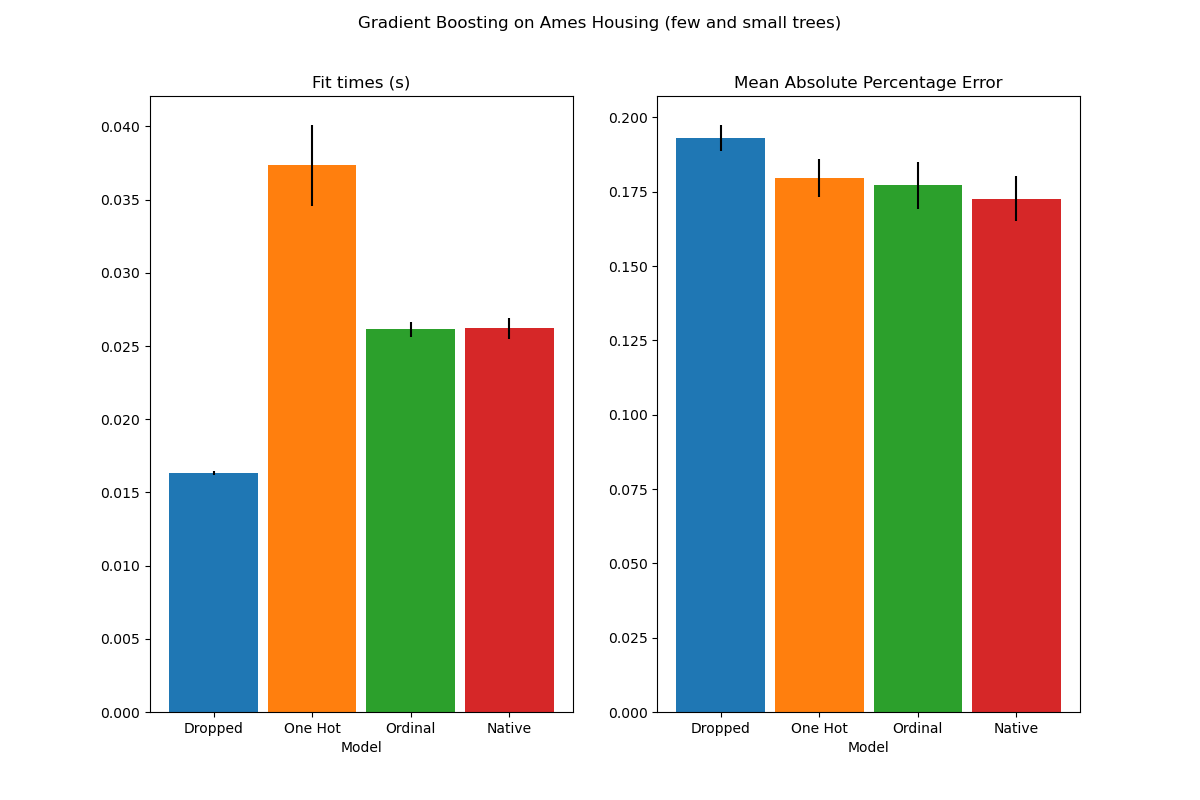 Gradient Boosting on Ames Housing (few and small trees)
Fit times (s)
0.040
0.035
0.030
0.025
0.020
0.015
0.010
0.005
0.000
Dropped One Hot Ordinal Native
Model
Mean Absolute Percentage Error
0.200
0.175
0.150
0.125
0.100
0.075
0.050
0.025
0.000
Dropped One Hot Ordinal Native
Model